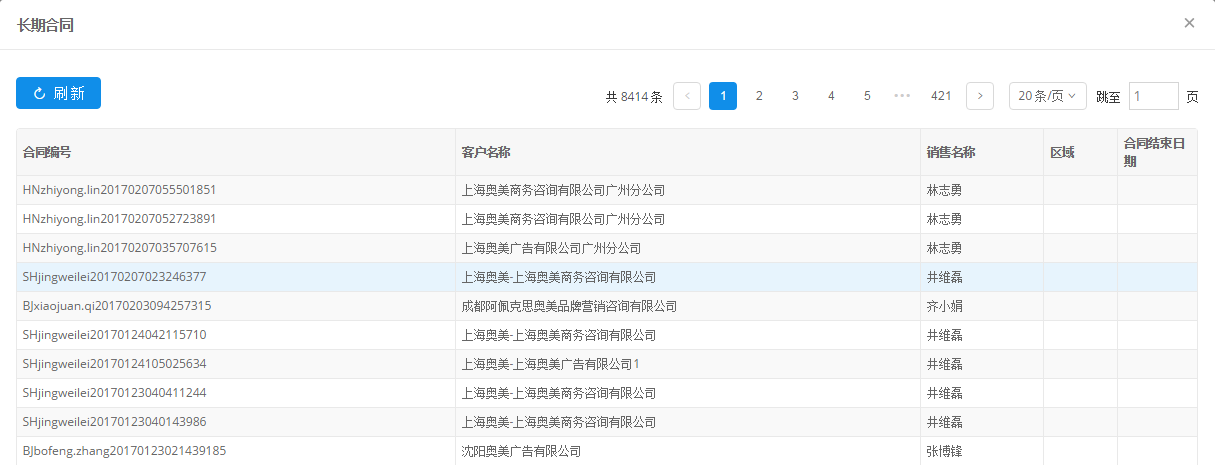 长期合同
刷新
共 8414 条 1 2 3 4 5 ••• 421 20 条/页 跳至 1 页
合同编号 客户名称 销售名称 区域 合同结束日期
HNzhiyong.lin20170207055501851 上海奥美商务咨询有限公司广州分公司 林志勇
HNzhiyong.lin20170207052723891 上海奥美商务咨询有限公司广州分公司 林志勇
HNzhiyong.lin20170207035707615 上海奥美广告有限公司广州分公司 林志勇
SHjingweilei20170207023246377 上海奥美-上海奥美商务咨询有限公司 井维磊
BJxiaojuan.qi20170203094257315 成都阿佩克思奥美品牌营销咨询有限公司 齐小娟
SHjingweilei20170124042115710 上海奥美-上海奥美商务咨询有限公司 井维磊
SHjingweilei20170124105025634 上海奥美-上海奥美广告有限公司1 井维磊
SHjingweilei20170123040411244 上海奥美-上海奥美商务咨询有限公司 井维磊
SHjingweilei20170123040143986 上海奥美-上海奥美商务咨询有限公司 井维磊
BJbofeng.zhang20170123021439185 沈阳奥美广告有限公司 张博锋